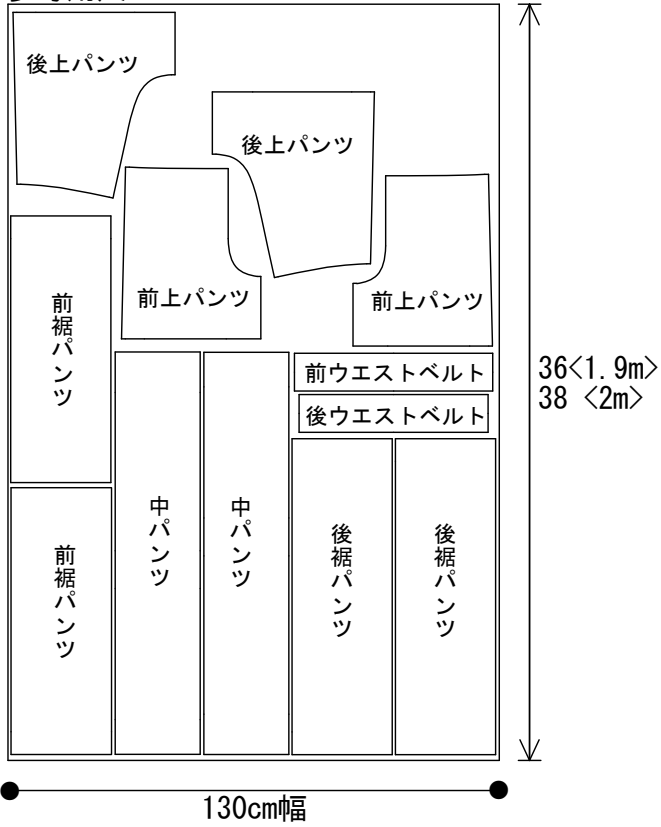 後上パンツ
後上パンツ
前上パンツ
前上パンツ
前裾パンツ
前ウエストベルト
後ウエストベルト
36<1.9m>
38 <2m>
中パンツ
中パンツ
後裾パンツ
後裾パンツ
前裾パンツ
130cm幅